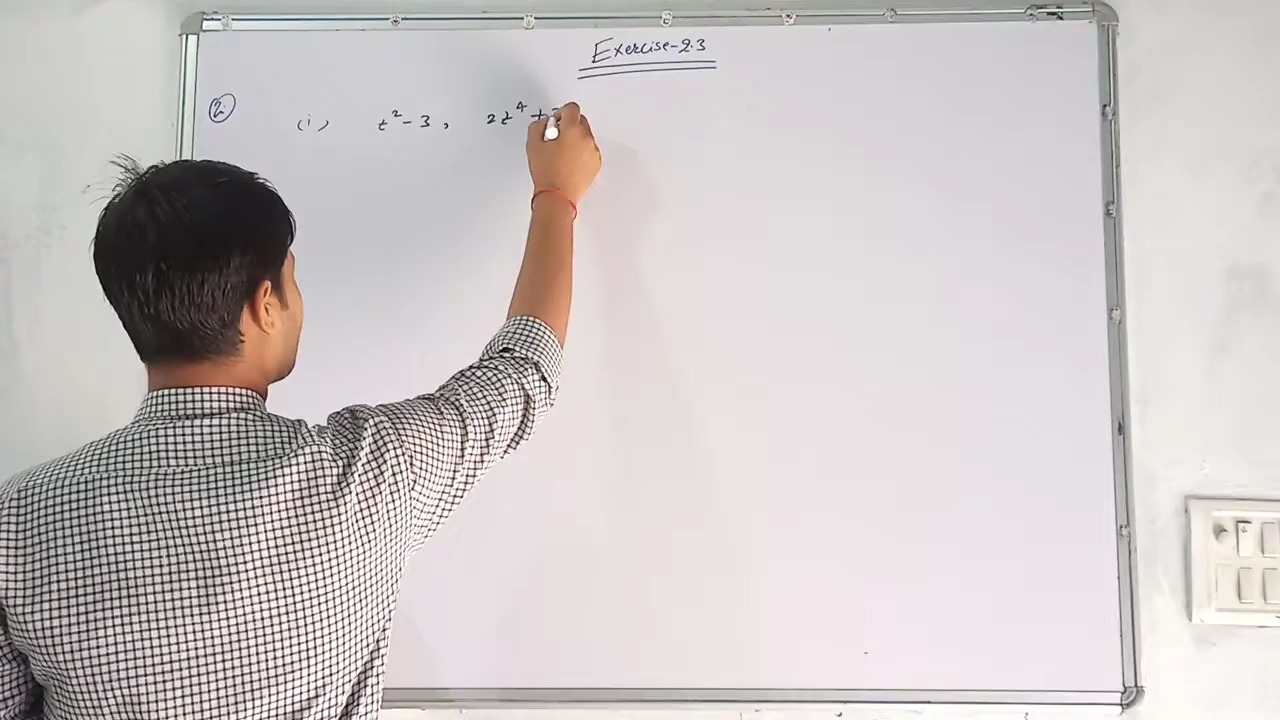 Exercise-2.3
② (i) t² - 3, 2t⁴ +